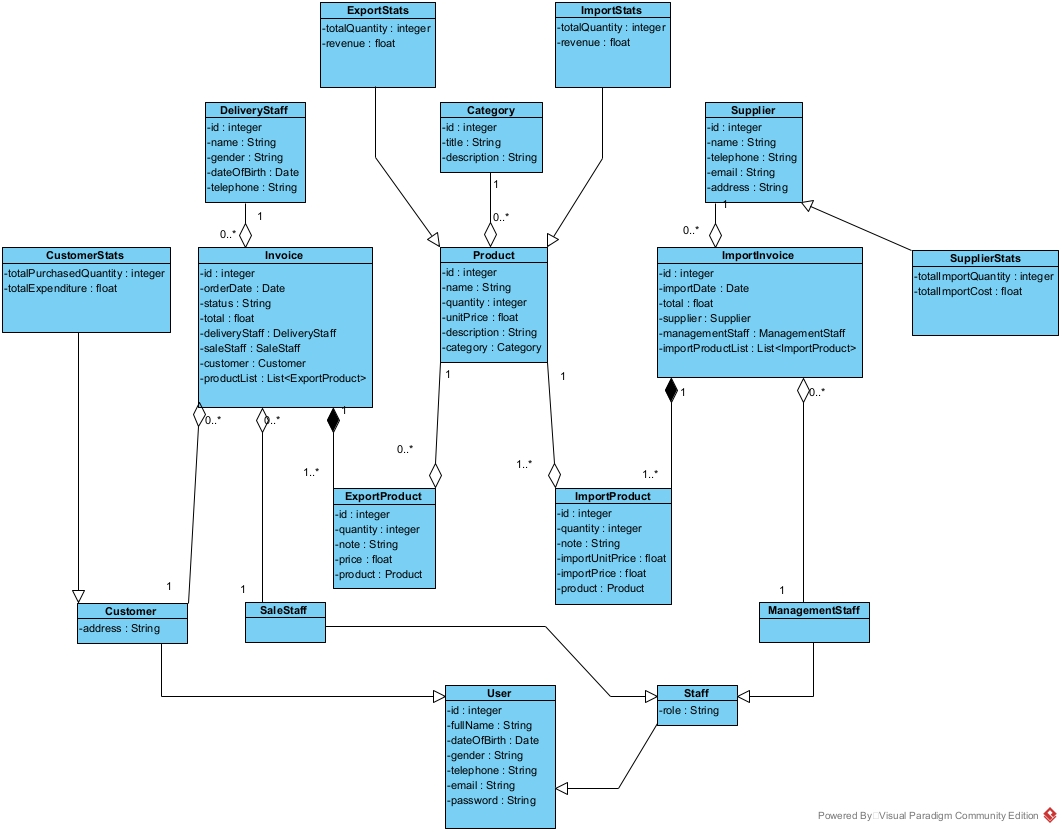 ExportStats
-totalQuantity : integer
-revenue : float
ImportStats
-totalQuantity : integer
-revenue : float
DeliveryStaff
-id : integer
-name : String
-gender : String
-dateOfBirth : Date
-telephone : String
Category
-id : integer
-title : String
-description : String
Supplier
-id : integer
-name : String
-telephone : String
-email : String
-address : String
1
0..*
1
0..*
1
0..*
CustomerStats
-totalPurchasedQuantity : integer
-totalExpenditure : float
Invoice
-id : integer
-orderDate : Date
-status : String
-total : float
-deliveryStaff : DeliveryStaff
-saleStaff : SaleStaff
-customer : Customer
-productList : List<ExportProduct>
Product
-id : integer
-name : String
-quantity : integer
-unitPrice : float
-description : String
-category : Category
ImportInvoice
-id : integer
-importDate : Date
-total : float
-supplier : Supplier
-managementStaff : ManagementStaff
-importProductList : List<ImportProduct>
SupplierStats
-totalImportQuantity : integer
-totalImportCost : float
0..*
0..*
1
1
1
1
0..*
1..*
0..*
1..*
1..*
ExportProduct
-id : integer
-quantity : integer
-note : String
-price : float
-product : Product
ImportProduct
-id : integer
-quantity : integer
-note : String
-importUnitPrice : float
-importPrice : float
-product : Product
1
1
1
Customer
-address : String
SaleStaff
ManagementStaff
User
-id : integer
-fullName : String
-dateOfBirth : Date
-gender : String
-telephone : String
-email : String
-password : String
Staff
-role : String
Powered By Visual Paradigm Community Edition